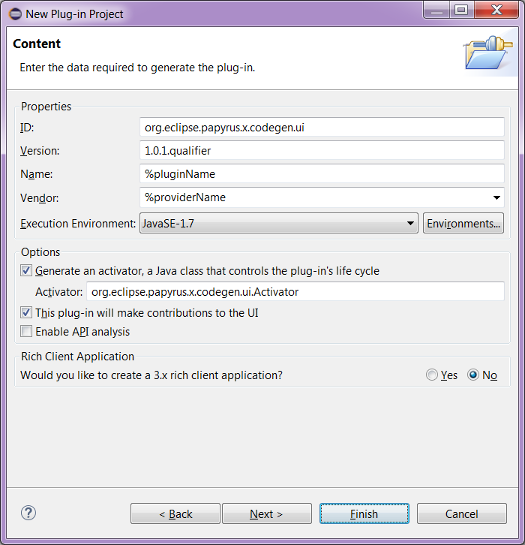 New Plug-in Project
Content
Enter the data required to generate the plug-in.
Properties
ID: org.eclipse.papyrus.x.codegen.ui
Version: 1.0.1.qualifier
Name: %pluginName
Vendor: %providerName
Execution Environment: JavaSE-1.7 Environments...
Options
Generate an activator, a Java class that controls the plug-in's life cycle
Activator: org.eclipse.papyrus.x.codegen.ui.Activator
This plug-in will make contributions to the UI
Enable API analysis
Rich Client Application
Would you like to create a 3.x rich client application? Yes No
? < Back Next > Finish Cancel